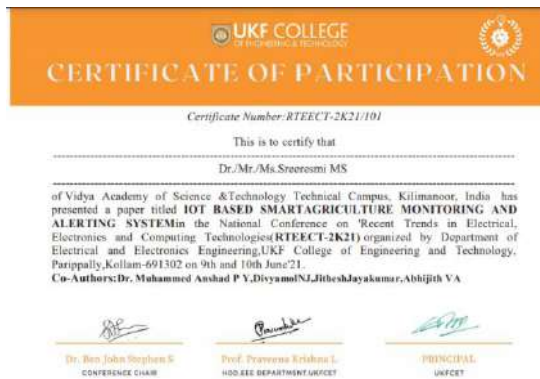 UKF COLLEGE
OF ENGINEERING & TECHNOLOGY
CERTIFICATE OF PARTICIPATION
Certificate Number:RTEECT-2K21/101
This is to certify that
Dr./Mr./Ms.Sreeresmi MS
of Vidya Academy of Science &Technology Technical Campus, Kilimanoor, India has
presented a paper titled IOT BASED SMARTAGRICULTURE MONITORING AND
ALERTING SYSTEMin the National Conference on 'Recent Trends in Electrical,
Electronics and Computing Technologies(RTEECT-2K21) organized by Department of
Electrical and Electronics Engineering,UKF College of Engineering and Technology,
Parippally,Kollam-691302 on 9th and 10th June'21.
Co-Authors:Dr. Muhammed Anshad P Y,DivyamolNJ,JitheshJayakumar,Abhijith VA
Dr. Ben John Stephen S
CONFERENCE CHAIR
Prof. Praveena Krishna L
HOD,EEE DEPARTMENT UKFCET
PRINCIPAL
UKFCET